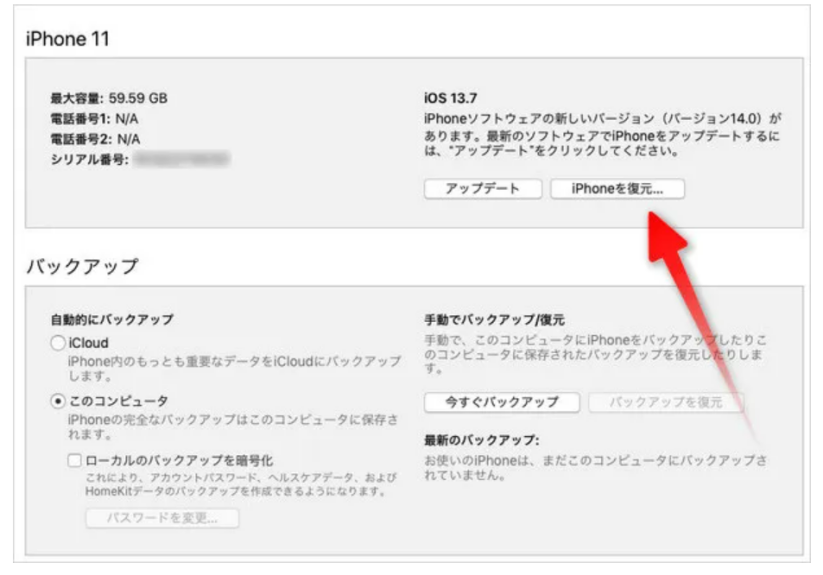 iPhone 11
最大容量: 59.59 GB
電話番号1: N/A
電話番号2: N/A
シリアル番号:
iOS 13.7
iPhoneソフトウェアの新しいバージョン（バージョン14.0）が
あります。最新のソフトウェアでiPhoneをアップデートするに
は、“アップデート”をクリックしてください。
アップデート
iPhoneを復元...
バックアップ
自動的にバックアップ
iCloud
iPhone内のもっとも重要なデータをiCloudにバックアップ
します。
このコンピュータ
iPhoneの完全なバックアップはこのコンピュータに保存さ
れます。
ローカルのバックアップを暗号化
これにより、アカウントパスワード、ヘルスケアデータ、および
HomeKitデータのバックアップを作成できるようになります。
パスワードを変更...
手動でバックアップ/復元
手動で、このコンピュータにiPhoneをバックアップしたりこ
のコンピュータに保存されたバックアップを復元したりしま
す。
今すぐバックアップ
バックアップを復元
最新のバックアップ:
お使いのiPhoneは、まだこのコンピュータにバックアップさ
れていません。